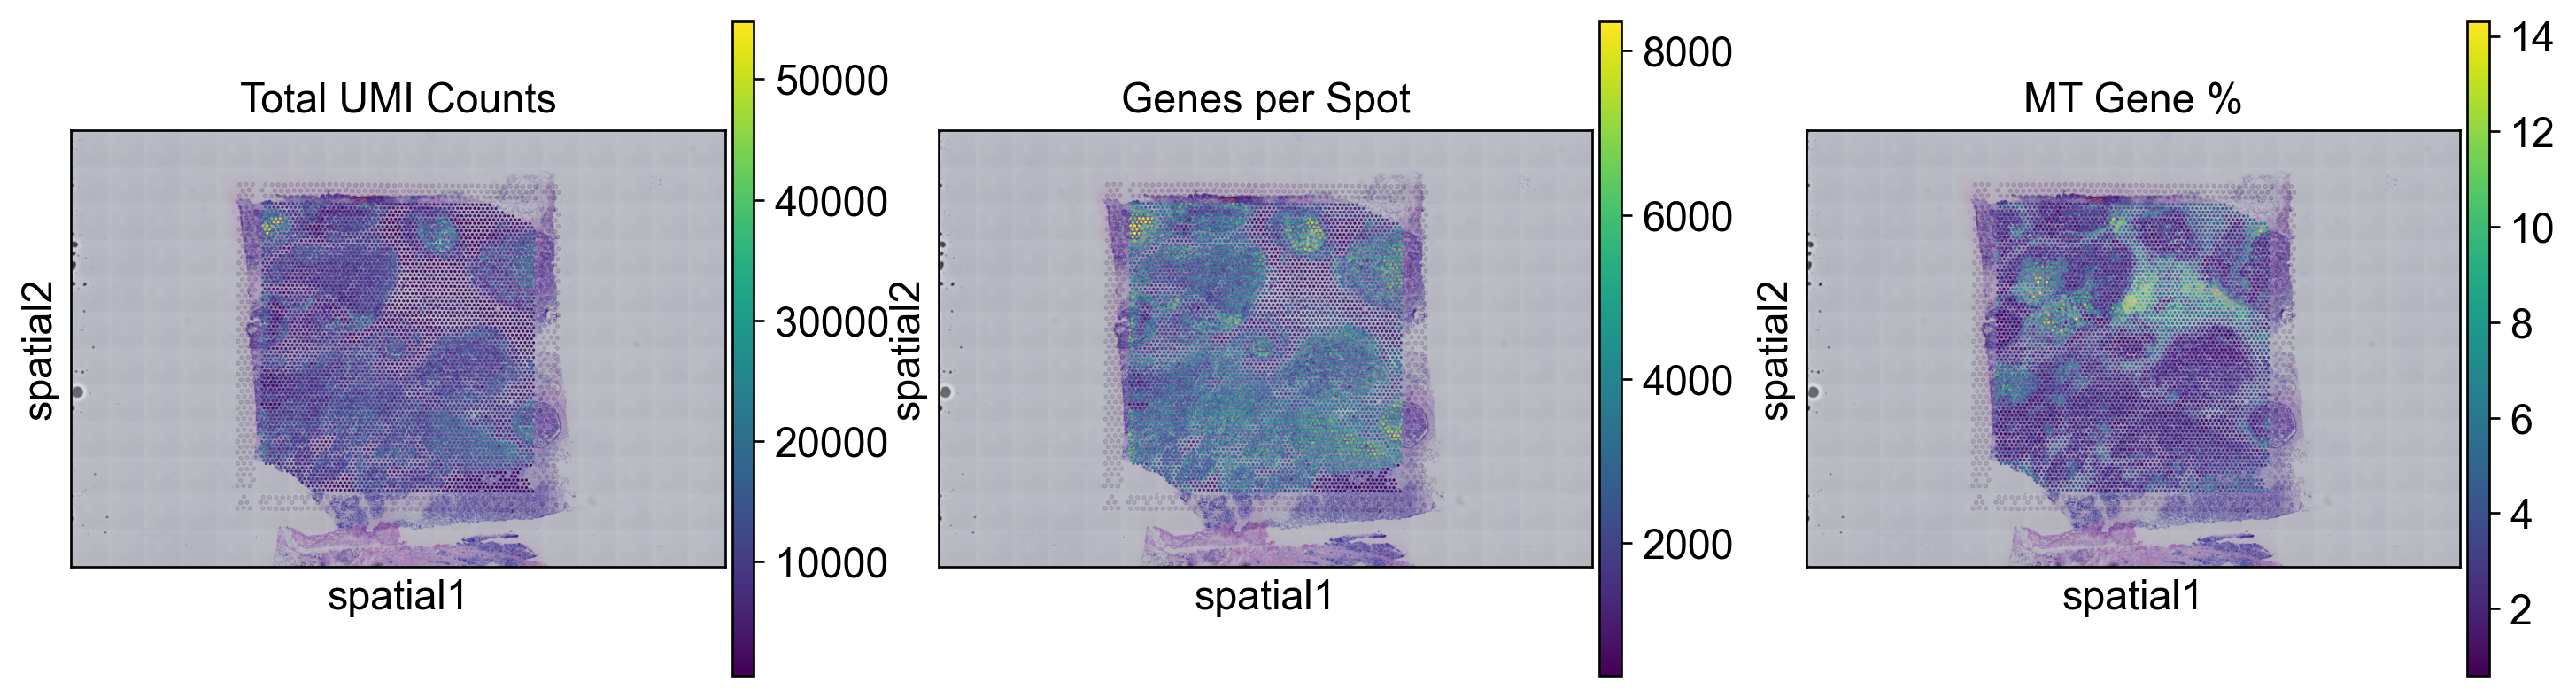 Total UMI Counts
spatial2
spatial1
50000
40000
30000
20000
10000
Genes per Spot
spatial2
spatial1
8000
6000
4000
2000
MT Gene %
spatial2
spatial1
14
12
10
8
6
4
2